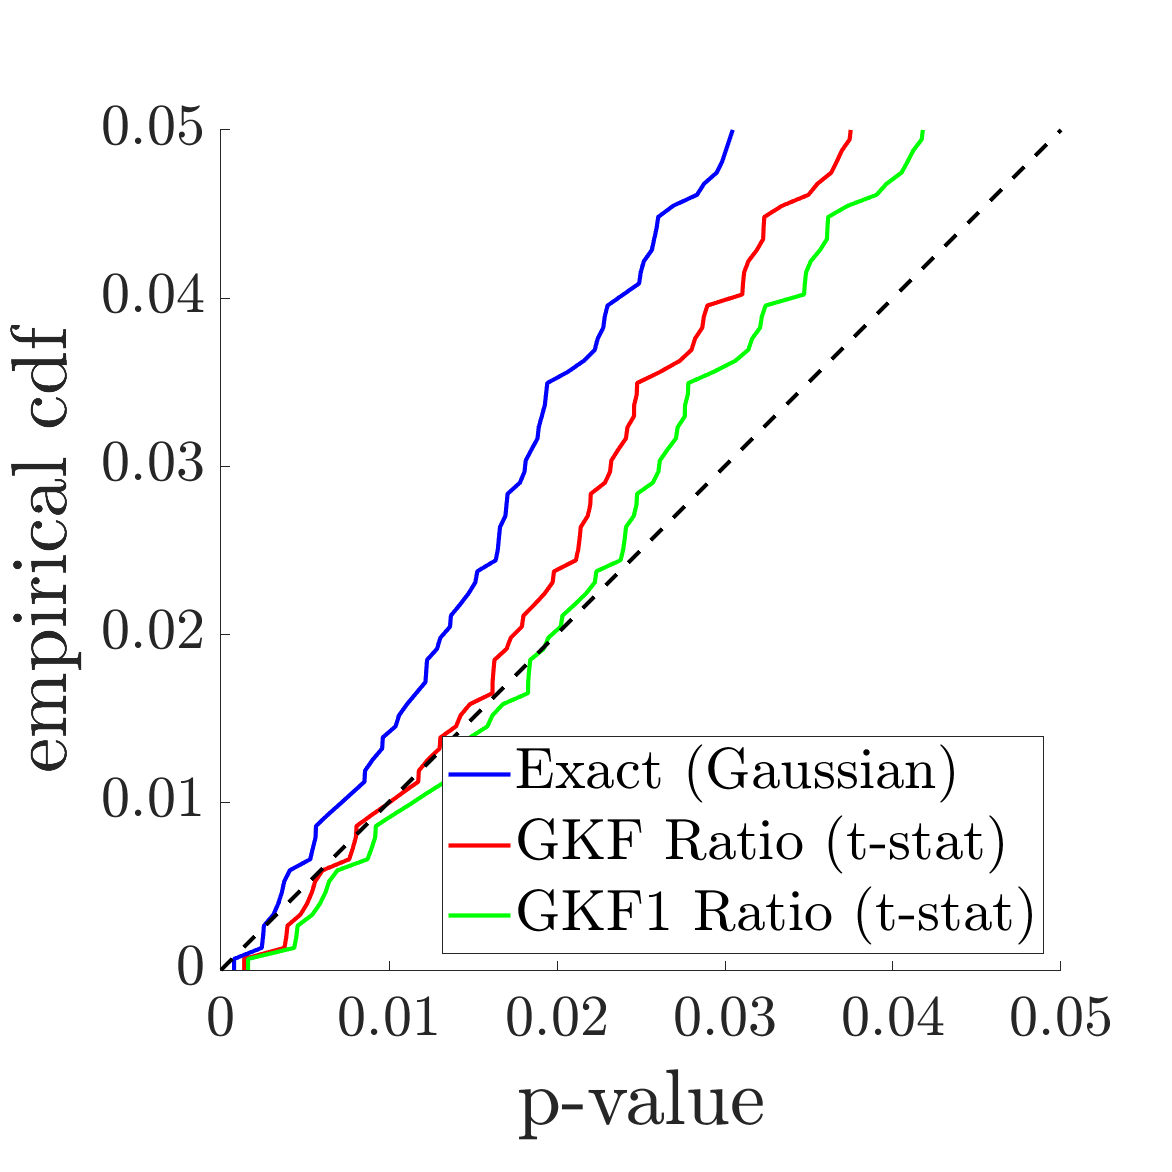 0.05
0.04
0.03
0.02
0.01
0
empirical cdf
Exact (Gaussian)
GKF Ratio (t-stat)
GKF1 Ratio (t-stat)
0 0.01 0.02 0.03 0.04 0.05
p-value